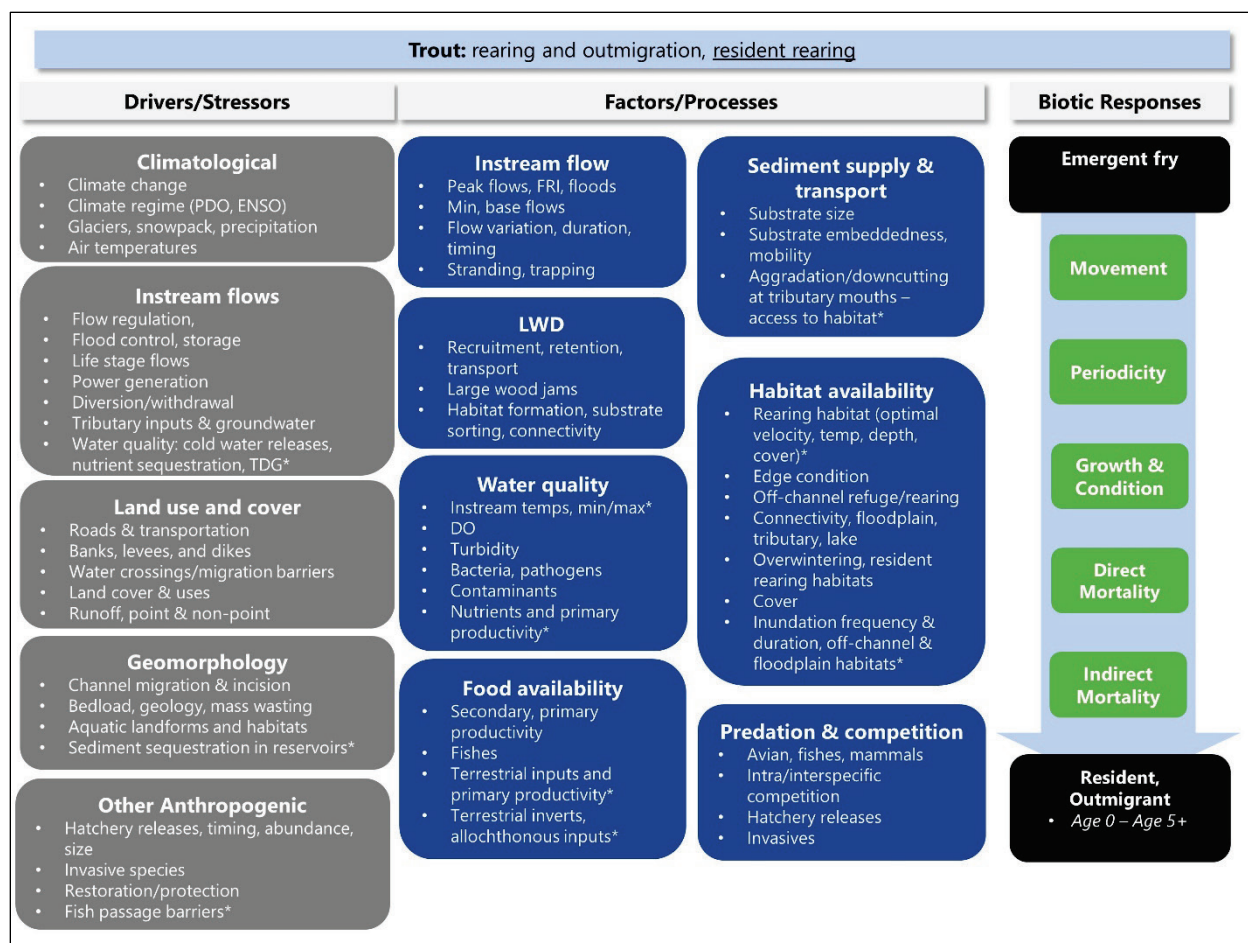 Trout: rearing and outmigration, resident rearing
Drivers/Stressors
Climatological
• Climate change
• Climate regime (PDO, ENSO)
• Glaciers, snowpack, precipitation
• Air temperatures
Instream flows
• Flow regulation,
• Flood control, storage
• Life stage flows
• Power generation
• Diversion/withdrawal
• Tributary inputs & groundwater
• Water quality: cold water releases,
nutrient sequestration, TDG*
Land use and cover
• Roads & transportation
• Banks, levees, and dikes
• Water crossings/migration barriers
• Land cover & uses
• Runoff, point & non-point
Geomorphology
• Channel migration & incision
• Bedload, geology, mass wasting
• Aquatic landforms and habitats
• Sediment sequestration in reservoirs*
Other Anthropogenic
• Hatchery releases, timing, abundance,
size
• Invasive species
• Restoration/protection
• Fish passage barriers*
Factors/Processes
Instream flow
• Peak flows, FRI, floods
• Min, base flows
• Flow variation, duration,
timing
• Stranding, trapping
LWD
• Recruitment, retention,
transport
• Large wood jams
• Habitat formation, substrate
sorting, connectivity
Water quality
• Instream temps, min/max*
• DO
• Turbidity
• Bacteria, pathogens
• Contaminants
• Nutrients and primary
productivity*
Food availability
• Secondary, primary
productivity
• Fishes
• Terrestrial inputs and
primary productivity*
• Terrestrial inverts,
allochthonous inputs*
Sediment supply &
transport
• Substrate size
• Substrate embeddedness,
mobility
• Aggradation/downcutting
at tributary mouths –
access to habitat*
Habitat availability
• Rearing habitat (optimal
velocity, temp, depth,
cover)*
• Edge condition
• Off-channel refuge/rearing
• Connectivity, floodplain,
tributary, lake
• Overwintering, resident
rearing habitats
• Cover
• Inundation frequency &
duration, off-channel &
floodplain habitats*
Predation & competition
• Avian, fishes, mammals
• Intra/interspecific
competition
• Hatchery releases
• Invasives
Biotic Responses
Emergent fry
Movement
Periodicity
Growth &
Condition
Direct
Mortality
Indirect
Mortality
Resident,
Outmigrant
• Age 0 – Age 5+